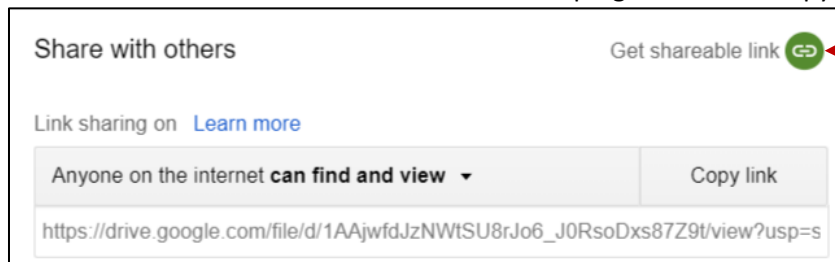 Share with others
Get shareable link
Link sharing on Learn more
Anyone on the internet can find and view
Copy link
https://drive.google.com/file/d/1AAjwfdJzNWtSU8rJo6_J0RsoDxs87Z9t/view?usp=s